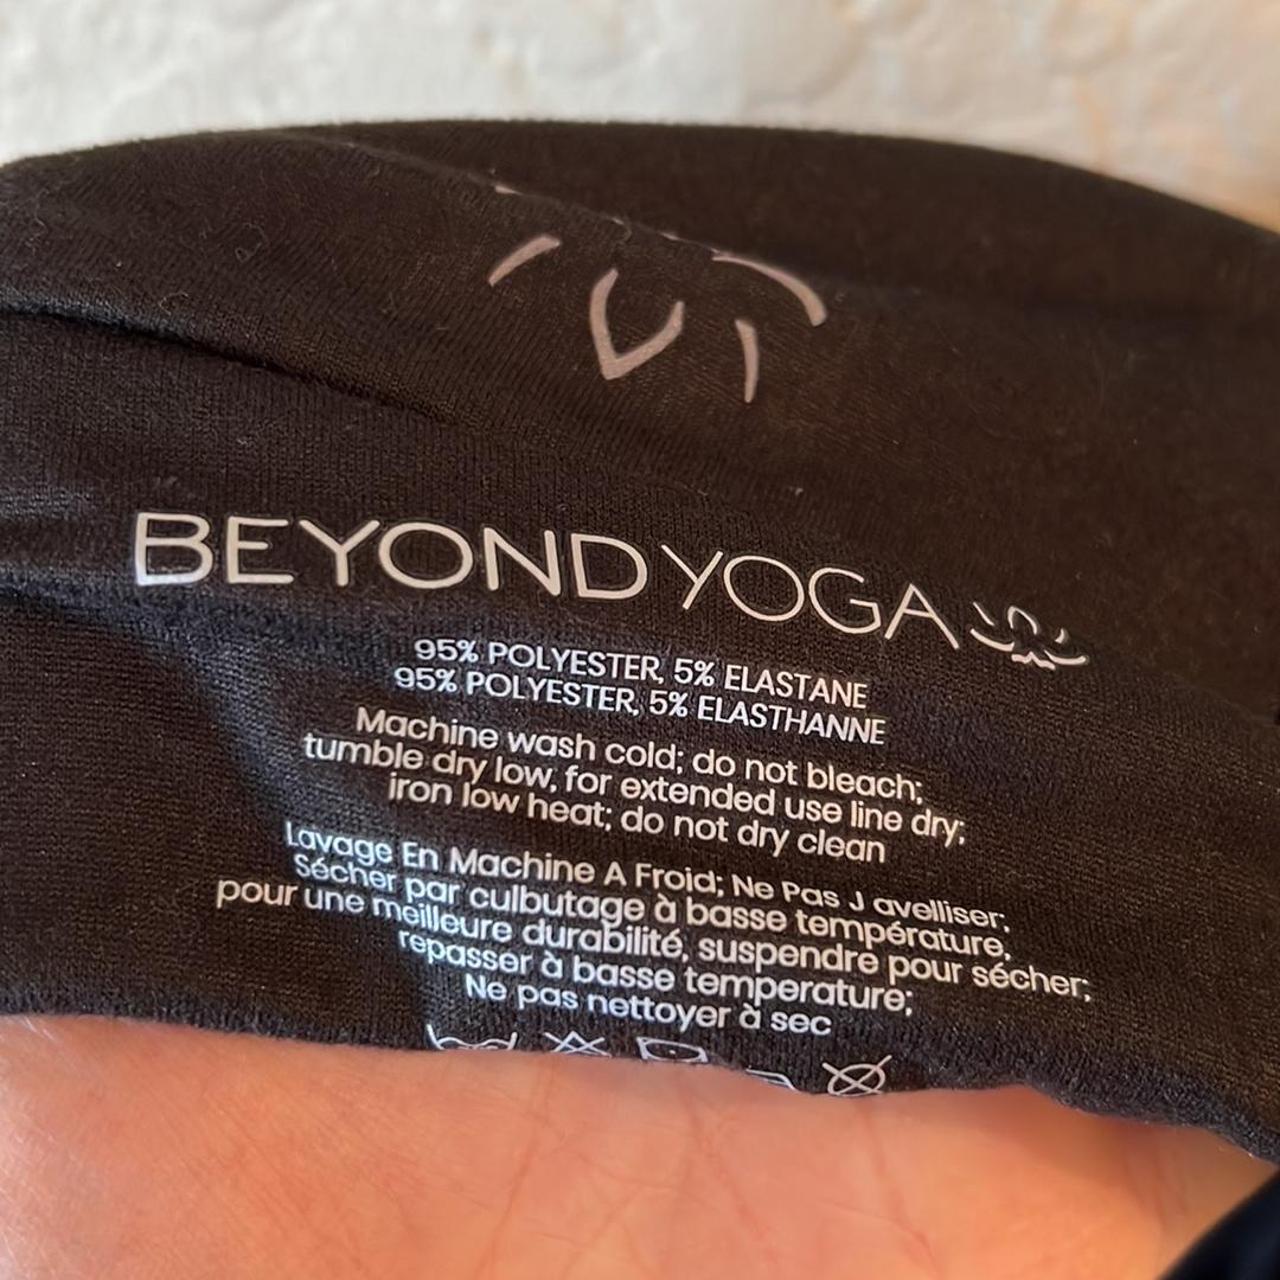 BEYOND YOGA
95% POLYESTER, 5% ELASTANE
95% POLYESTER, 5% ELASTHANNE
Machine wash cold; do not bleach;
tumble dry low, for extended use line dry;
iron low heat; do not dry clean
Lavage En Machine A Froid; Ne Pas J avelliser;
Sécher par culbutage à basse température,
pour une meilleure durabilité, suspendre pour sécher;
repasser à basse temperature;
Ne pas nettoyer à sec